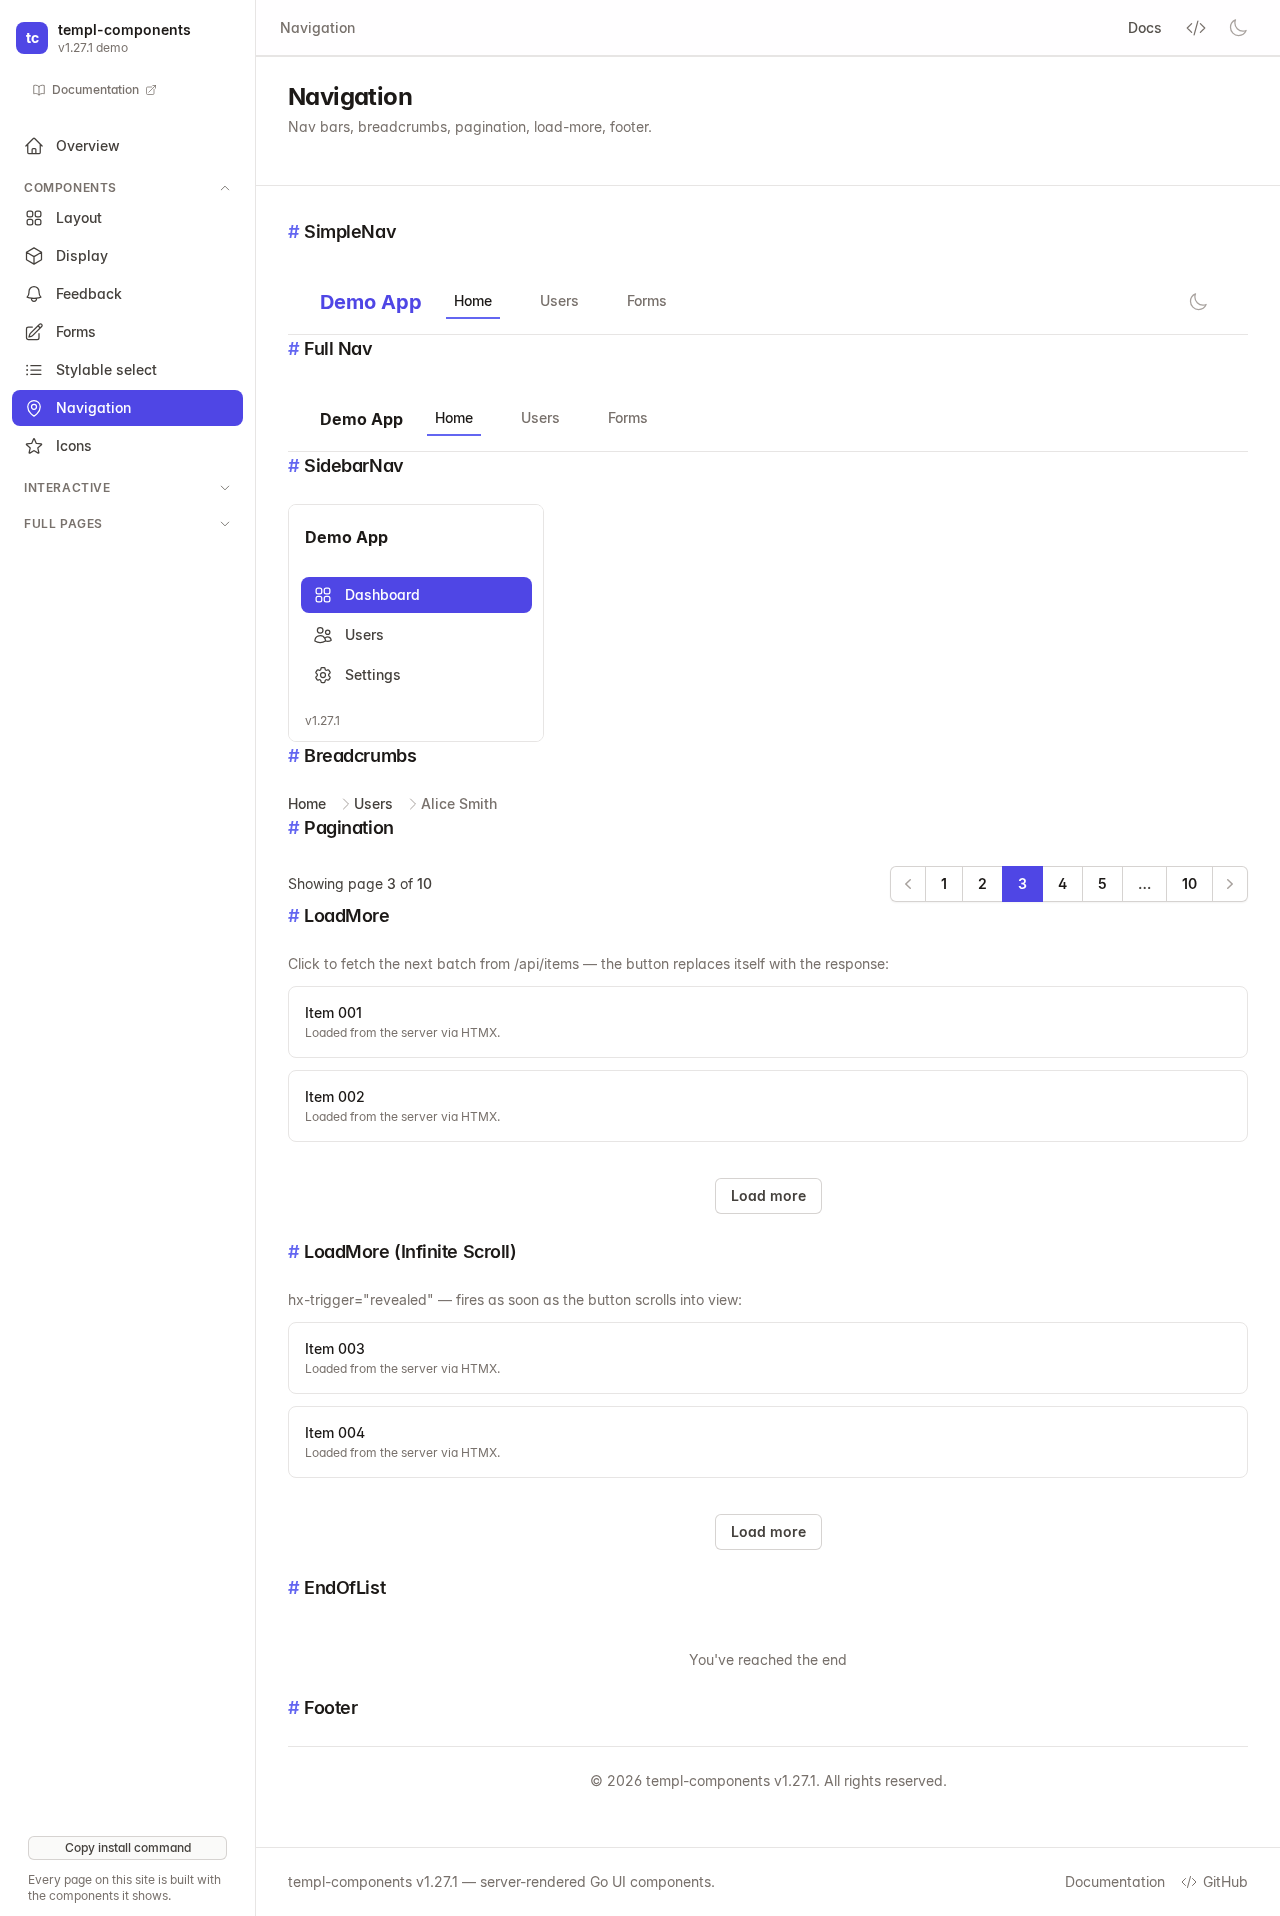 tc
templ-components
v1.27.1 demo
Documentation
Overview
COMPONENTS
Layout
Display
Feedback
Forms
Stylable select
Navigation
Icons
INTERACTIVE
FULL PAGES
Copy install command
Every page on this site is built with
the components it shows.
Navigation
Docs
Navigation
Nav bars, breadcrumbs, pagination, load-more, footer.
# SimpleNav
Demo App Home Users Forms
# Full Nav
Demo App Home Users Forms
# SidebarNav
Demo App
Dashboard
Users
Settings
v1.27.1
# Breadcrumbs
Home Users Alice Smith
# Pagination
Showing page 3 of 10 1 2 3 4 5 ... 10
# LoadMore
Click to fetch the next batch from /api/items — the button replaces itself with the response:
Item 001
Loaded from the server via HTMX.
Item 002
Loaded from the server via HTMX.
Load more
# LoadMore (Infinite Scroll)
hx-trigger="revealed" — fires as soon as the button scrolls into view:
Item 003
Loaded from the server via HTMX.
Item 004
Loaded from the server via HTMX.
Load more
# EndOfList
You've reached the end
# Footer
© 2026 templ-components v1.27.1. All rights reserved.
templ-components v1.27.1 — server-rendered Go UI components. Documentation GitHub